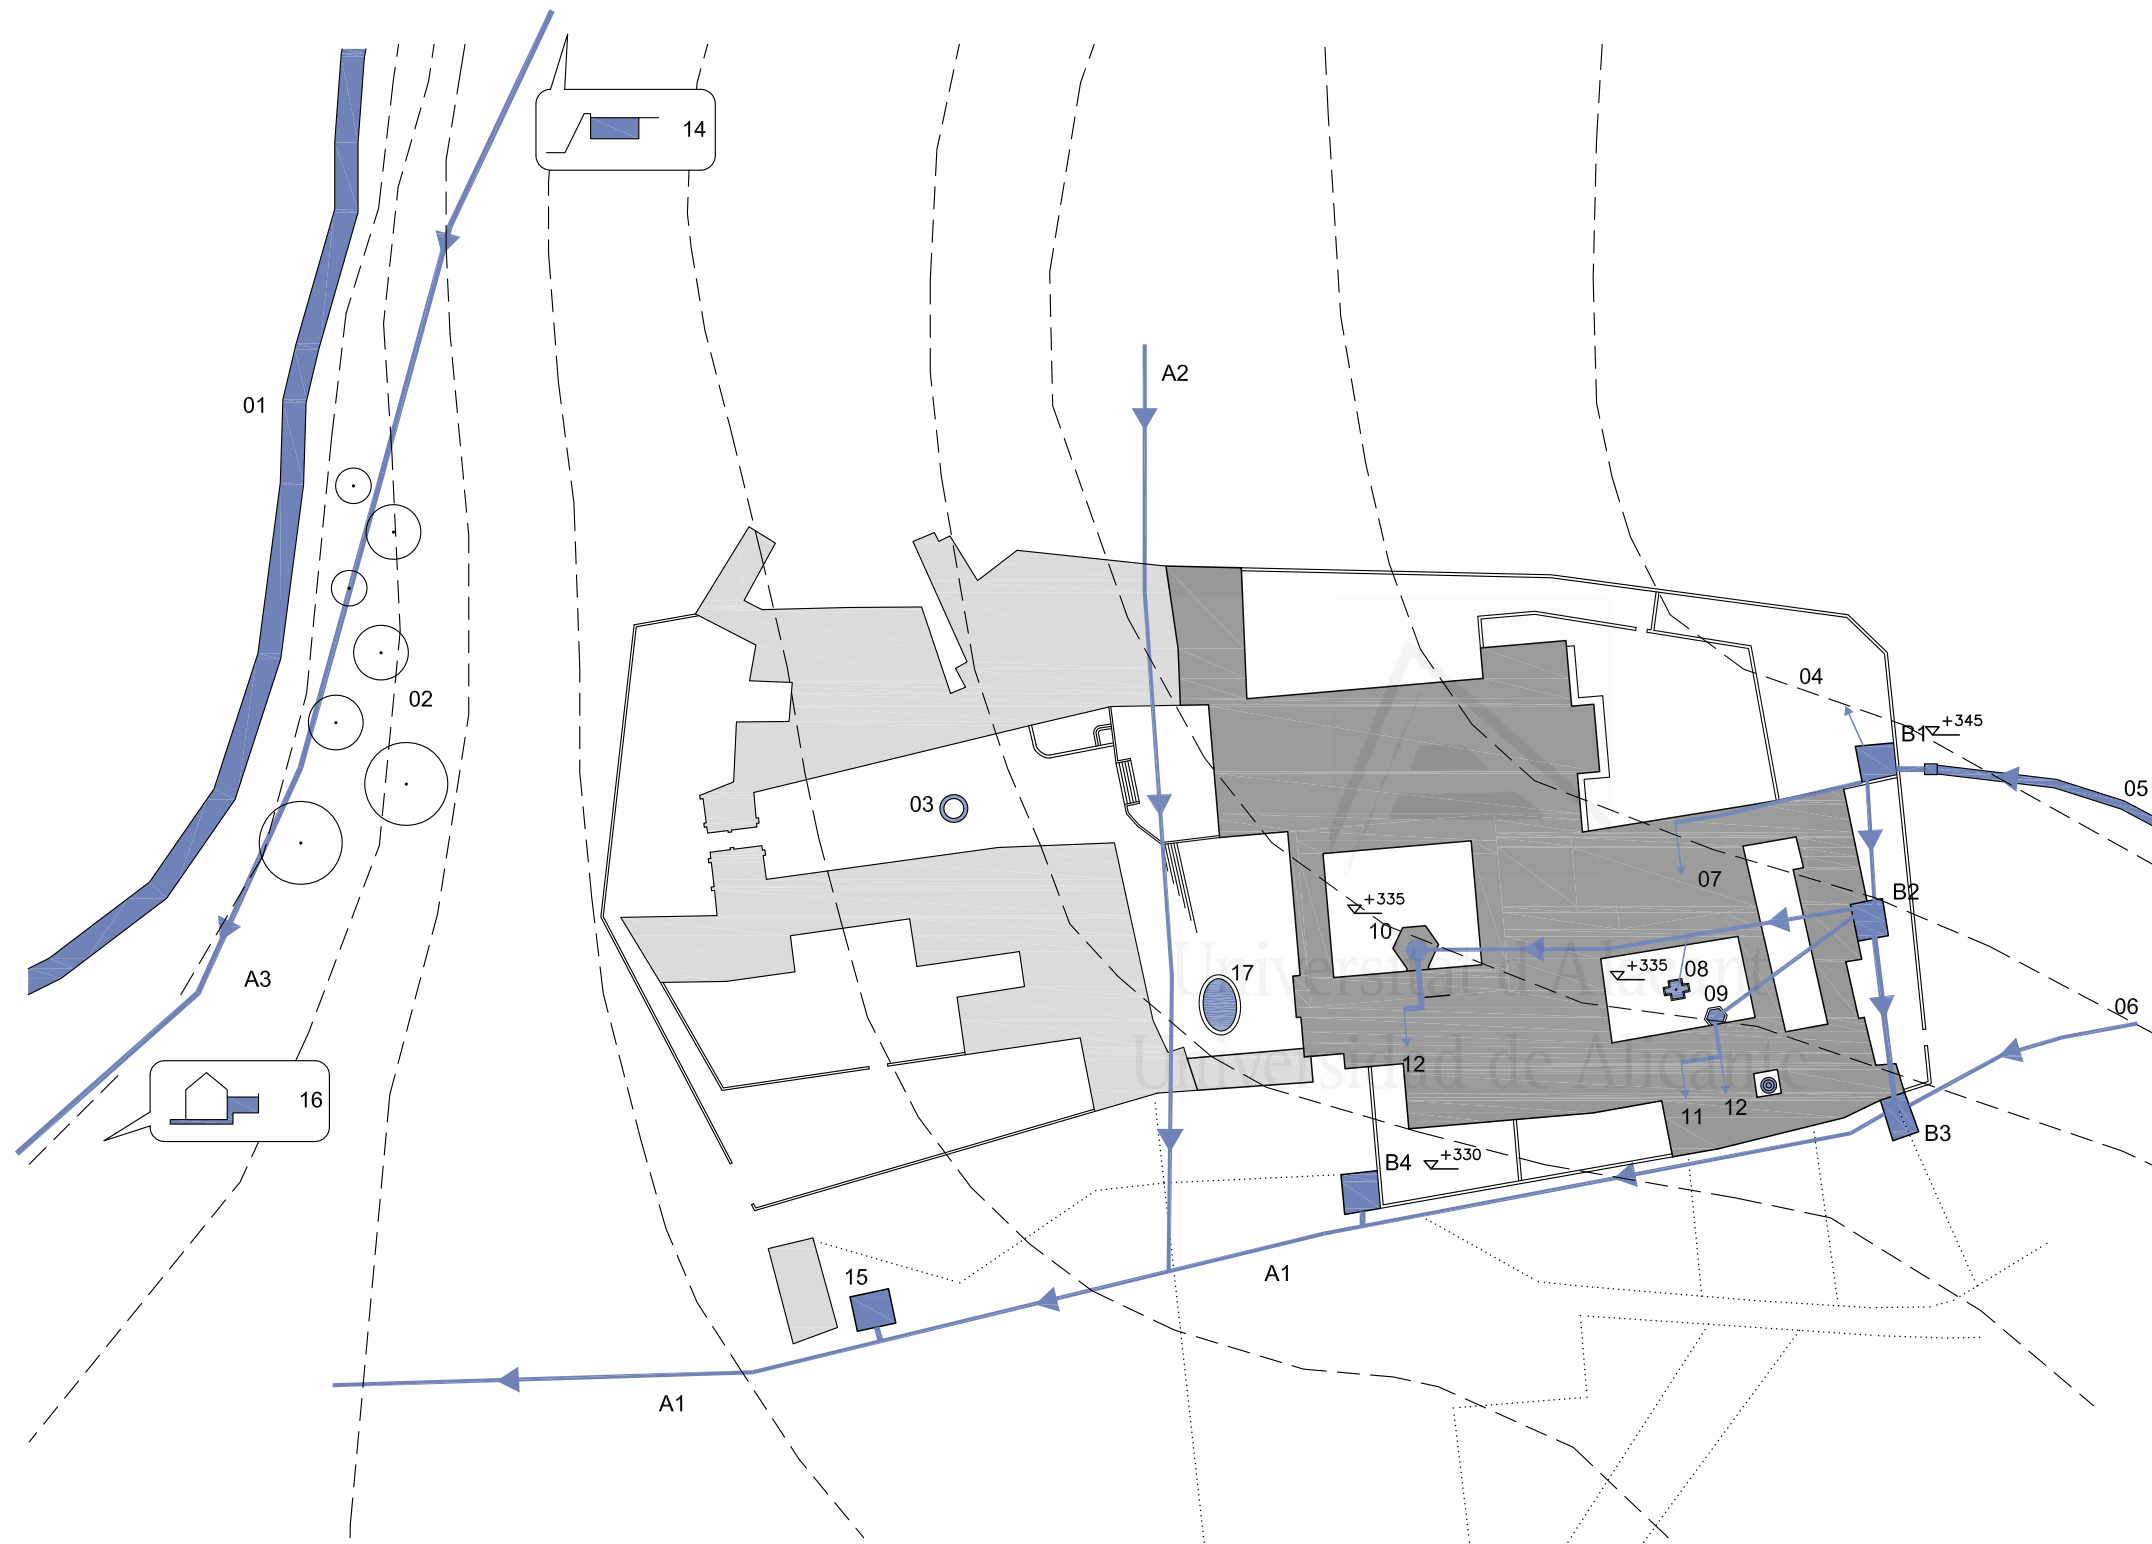 14
A2
01
02
04
B1
+345
05
03
07
B2
+335
10
17
+335
08
09
A3
06
12
16
11
12
B3
B4
+330
A1
15
A1
Universitat d'Alacant
Universidad de Alicante